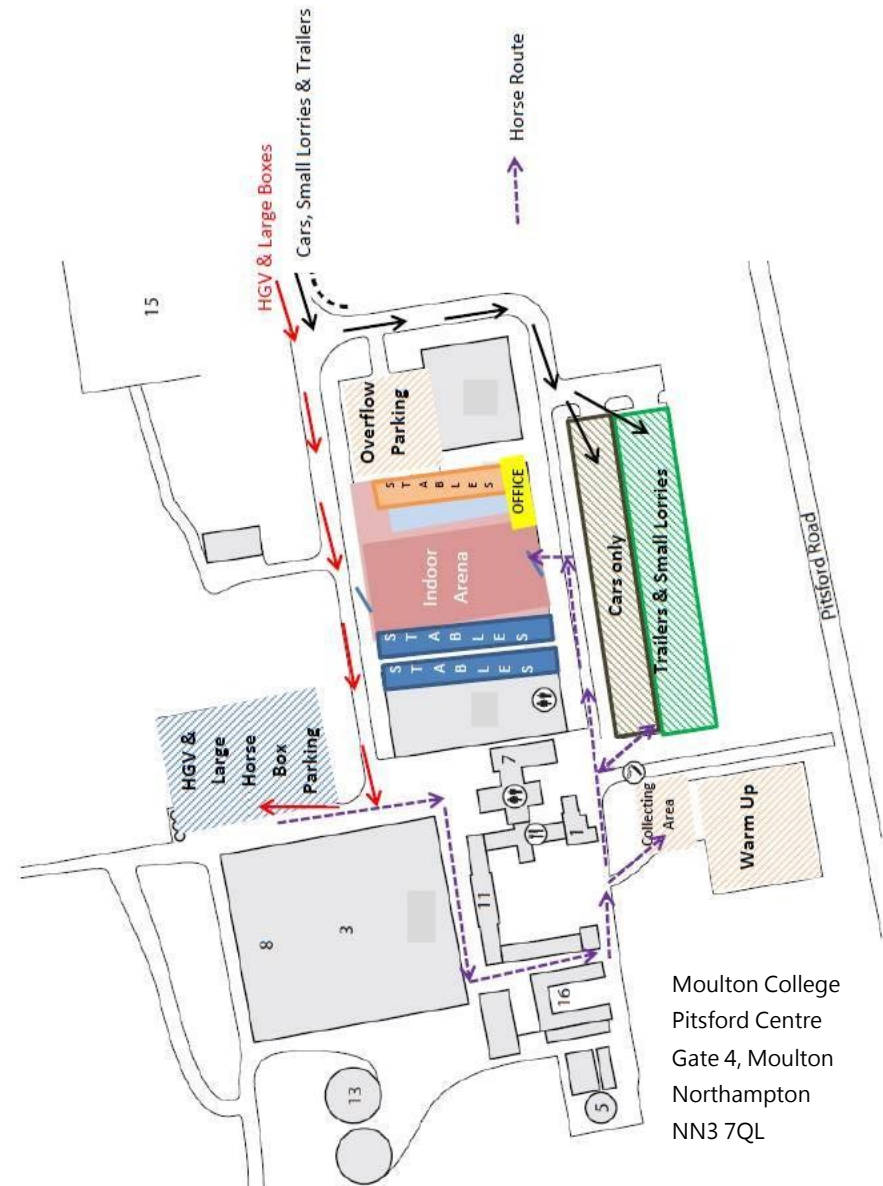 HGV & Large Boxes
Cars, Small Lorries & Trailers
Horse Route
15
Overflow
Parking
STABLES
OFFICE
Indoor
Arena
STABLES
STABLES
HGV &
Large
Horse
Box
Parking
Cars only
Trailers & Small Lorries
Pitsford Road
7
1
11
Collecting
Area
Warm Up
8
3
16
13
5
Moulton College
Pitsford Centre
Gate 4, Moulton
Northampton
NN3 7QL